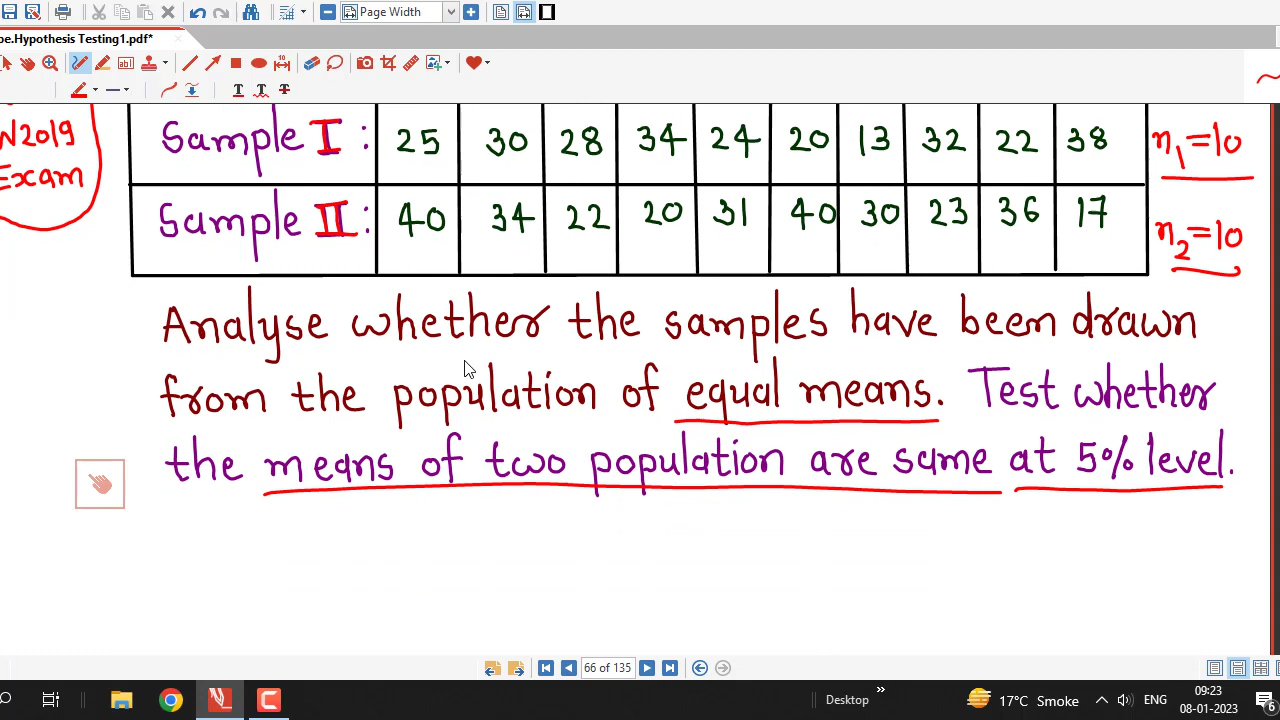 Page Width
pe.Hypothesis Testing1.pdf*
10
W2019
Exam
Sample I : 25 30 28 34 24 20 13 32 22 38 n1=10
Sample II : 40 34 22 20 31 40 30 23 36 17 n2=10
Analyse whether the samples have been drawn
from the population of equal means. Test whether
the means of two population are same at 5% level.
66 of 135
Desktop » 17°C Smoke ENG 09:23
08-01-2023 6